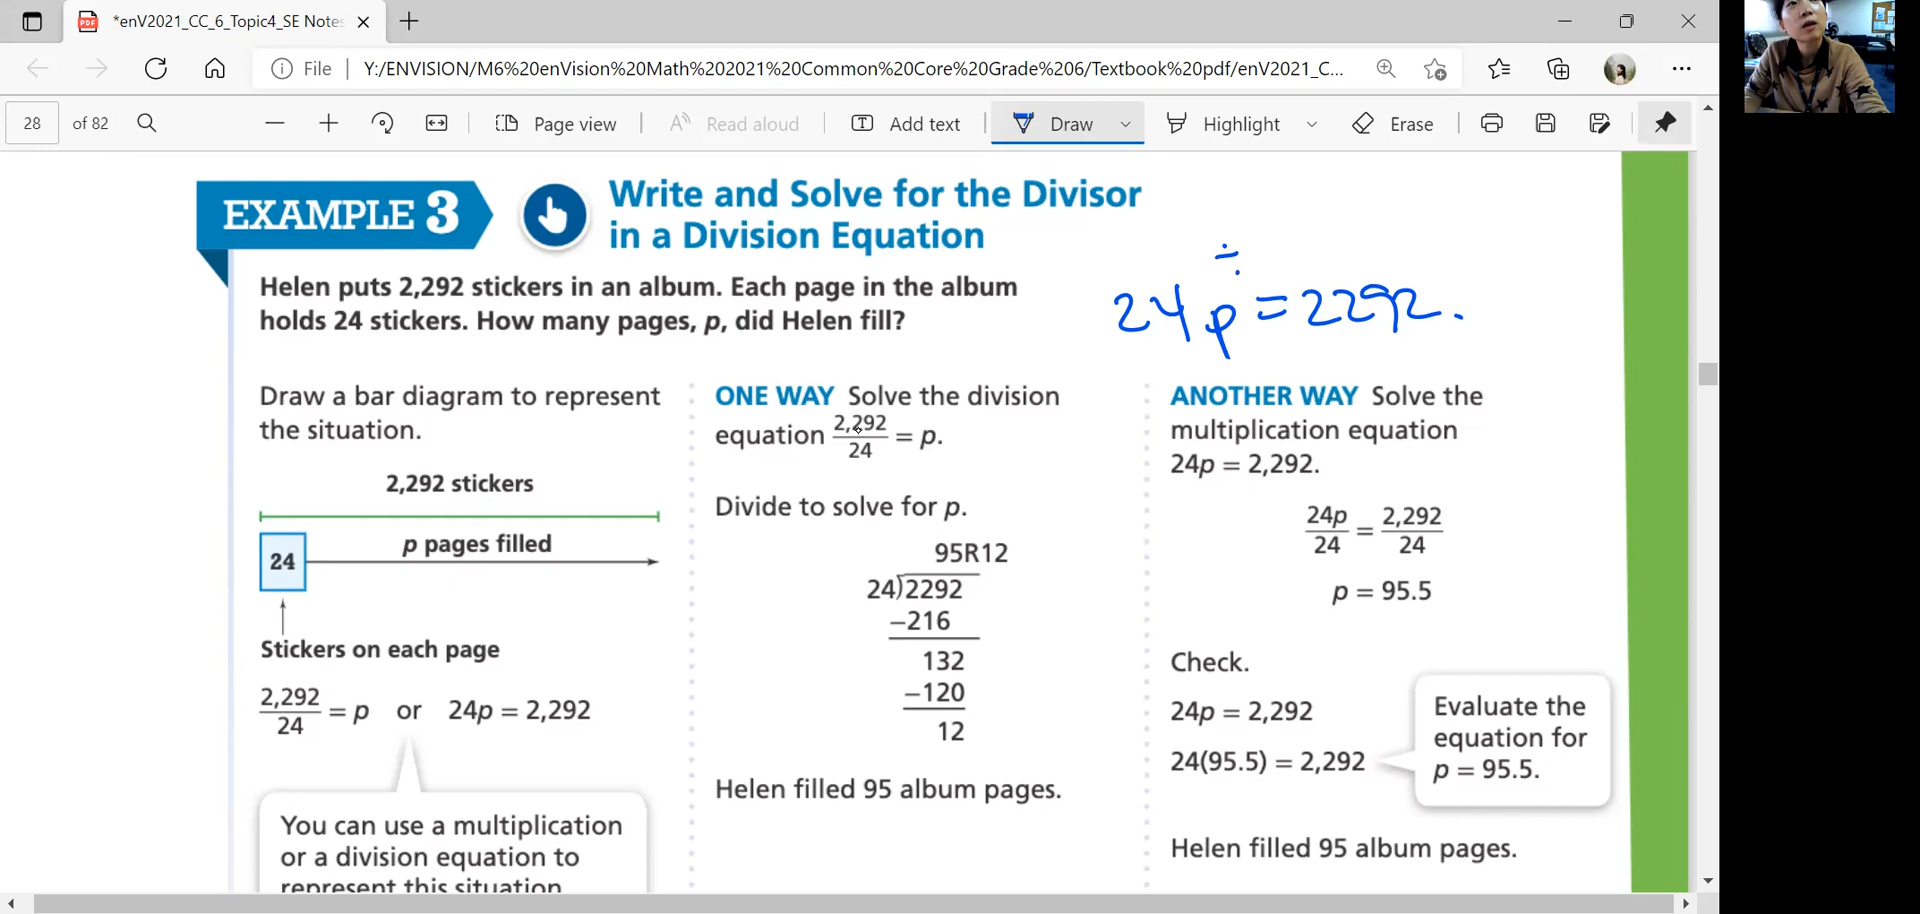 *enV2021_CC_6_Topic4_SE Notes
File Y:/ENVISION/M6%20enVision%20Math%202021%20Common%20Core%20Grade%206/Textbook%20pdf/enV2021_C...
28 of 82 Page view Read aloud Add text Draw Highlight Erase
EXAMPLE 3
Write and Solve for the Divisor
in a Division Equation
Helen puts 2,292 stickers in an album. Each page in the album
holds 24 stickers. How many pages, p, did Helen fill?
÷
24p = 2292.
Draw a bar diagram to represent
the situation.
2,292 stickers
p pages filled
24
Stickers on each page
2,292/24 = p or 24p = 2,292
You can use a multiplication
or a division equation to
represent this situation
ONE WAY Solve the division
equation 2,292/24 = p.
Divide to solve for p.
95R12
24)2292
−216
132
−120
12
Helen filled 95 album pages.
ANOTHER WAY Solve the
multiplication equation
24p = 2,292.
24p/24 = 2,292/24
p = 95.5
Check.
24p = 2,292
24(95.5) = 2,292
Evaluate the
equation for
p = 95.5.
Helen filled 95 album pages.